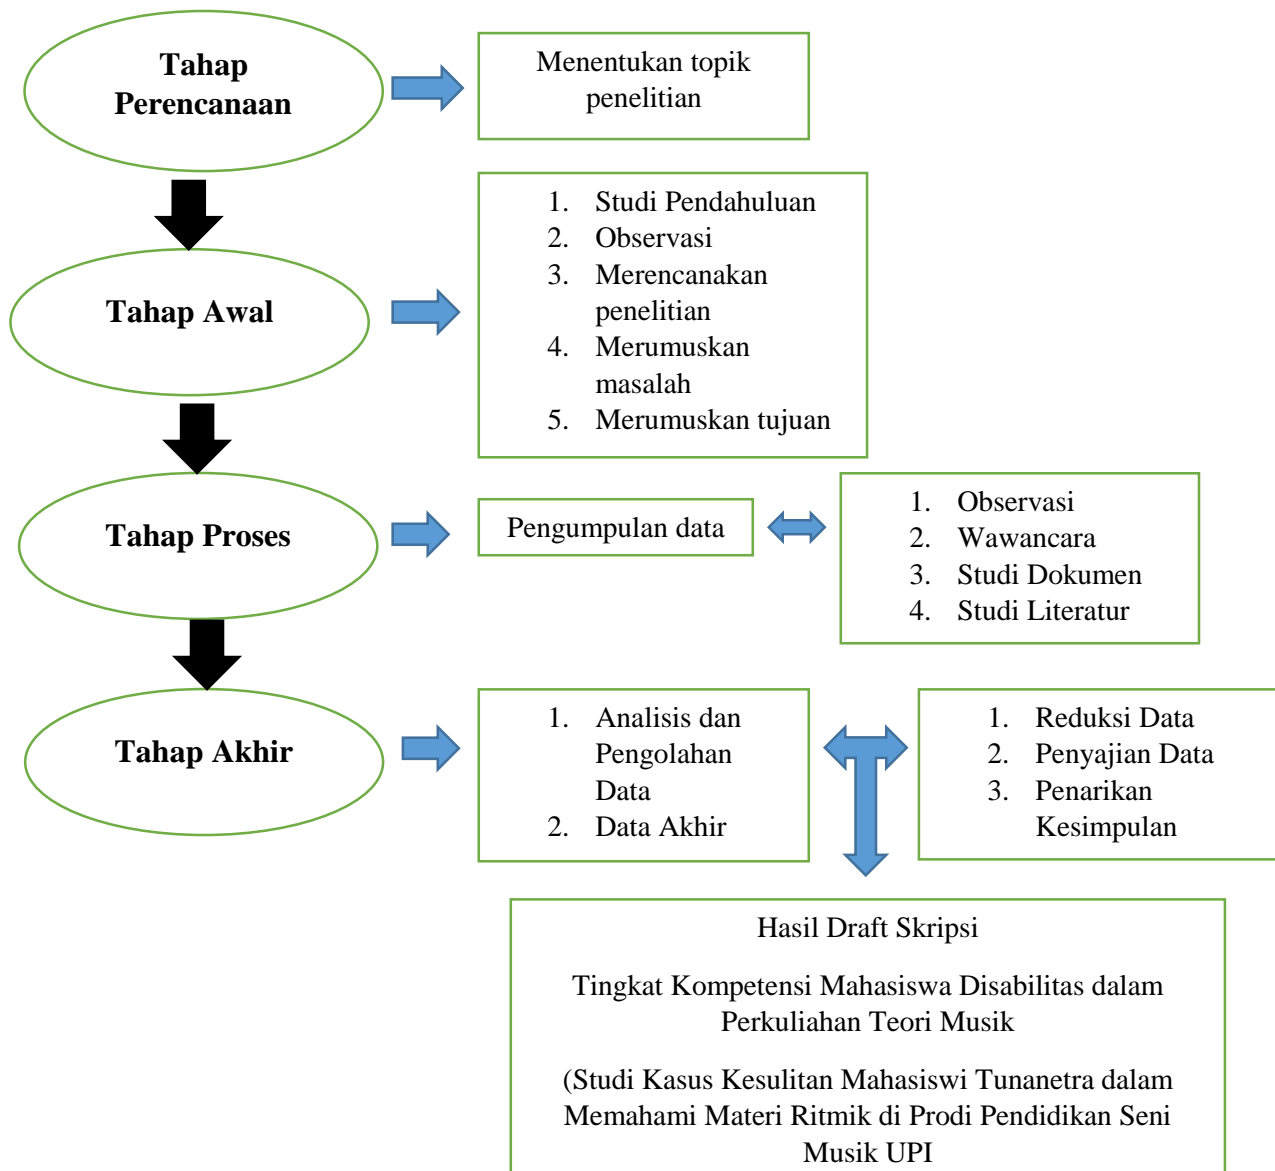 Tahap
Perencanaan
Menentukan topik
penelitian
Tahap Awal
1. Studi Pendahuluan
2. Observasi
3. Merencanakan
penelitian
4. Merumuskan
masalah
5. Merumuskan tujuan
Tahap Proses
Pengumpulan data
1. Observasi
2. Wawancara
3. Studi Dokumen
4. Studi Literatur
Tahap Akhir
1. Analisis dan
Pengolahan
Data
2. Data Akhir
1. Reduksi Data
2. Penyajian Data
3. Penarikan
Kesimpulan
Hasil Draft Skripsi
Tingkat Kompetensi Mahasiswa Disabilitas dalam
Perkuliahan Teori Musik
(Studi Kasus Kesulitan Mahasiswi Tunanetra dalam
Memahami Materi Ritmik di Prodi Pendidikan Seni
Musik UPI